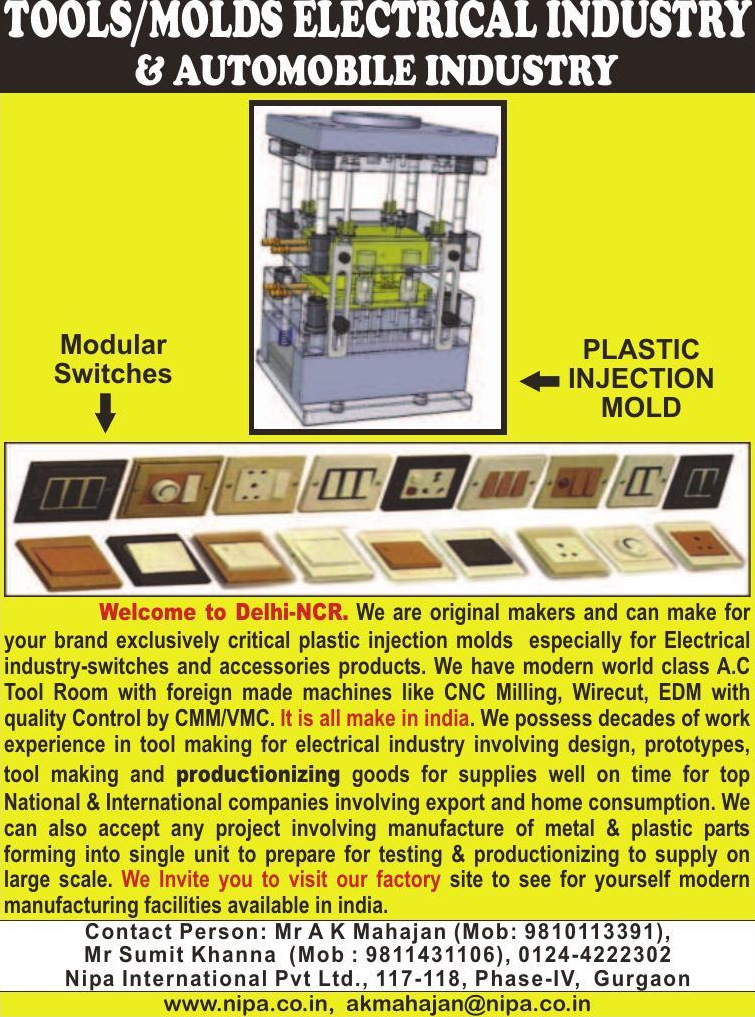 TOOLS/MOLDS ELECTRICAL INDUSTRY
& AUTOMOBILE INDUSTRY
Modular
Switches
PLASTIC
INJECTION
MOLD
Welcome to Delhi-NCR. We are original makers and can make for
your brand exclusively critical plastic injection molds especially for Electrical
industry-switches and accessories products. We have modern world class A.C
Tool Room with foreign made machines like CNC Milling, Wirecut, EDM with
quality Control by CMM/VMC. It is all make in india. We possess decades of work
experience in tool making for electrical industry involving design, prototypes,
tool making and productionizing goods for supplies well on time for top
National & International companies involving export and home consumption. We
can also accept any project involving manufacture of metal & plastic parts
forming into single unit to prepare for testing & productionizing to supply on
large scale. We Invite you to visit our factory site to see for yourself modern
manufacturing facilities available in india.
Contact Person: Mr A K Mahajan (Mob: 9810113391),
Mr Sumit Khanna (Mob : 9811431106), 0124-4222302
Nipa International Pvt Ltd., 117-118, Phase-IV, Gurgaon
www.nipa.co.in, akmahajan@nipa.co.in